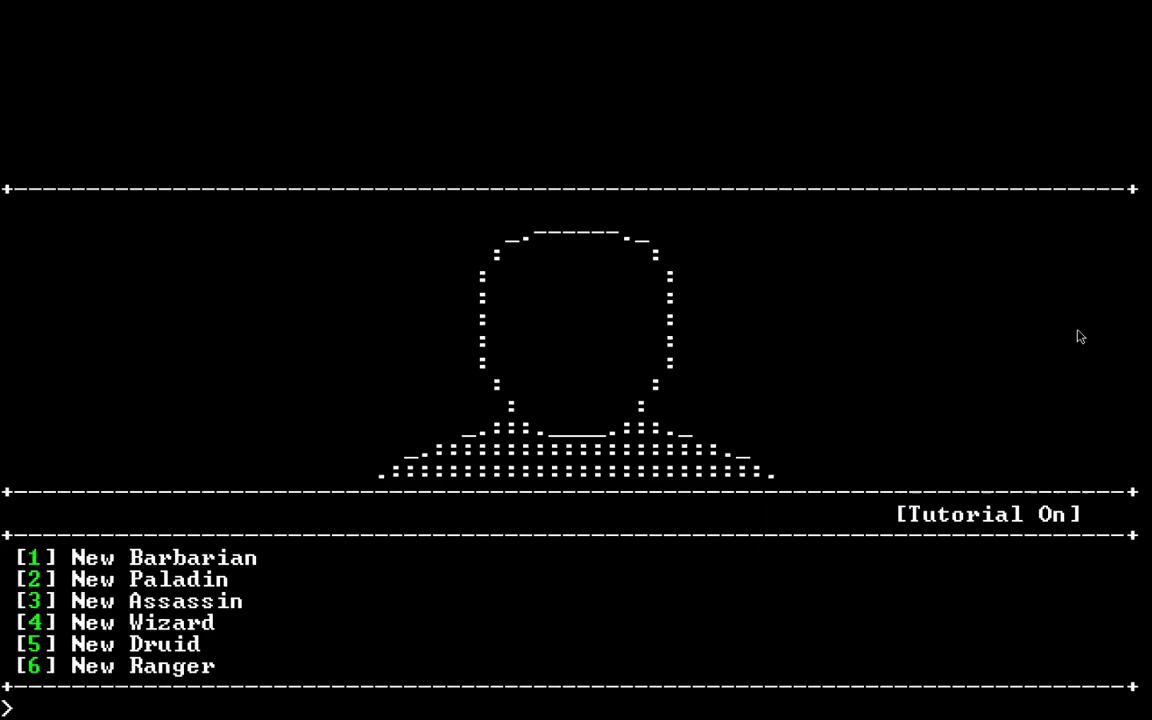 [Tutorial On]
[1] New Barbarian
[2] New Paladin
[3] New Assassin
[4] New Wizard
[5] New Druid
[6] New Ranger
>